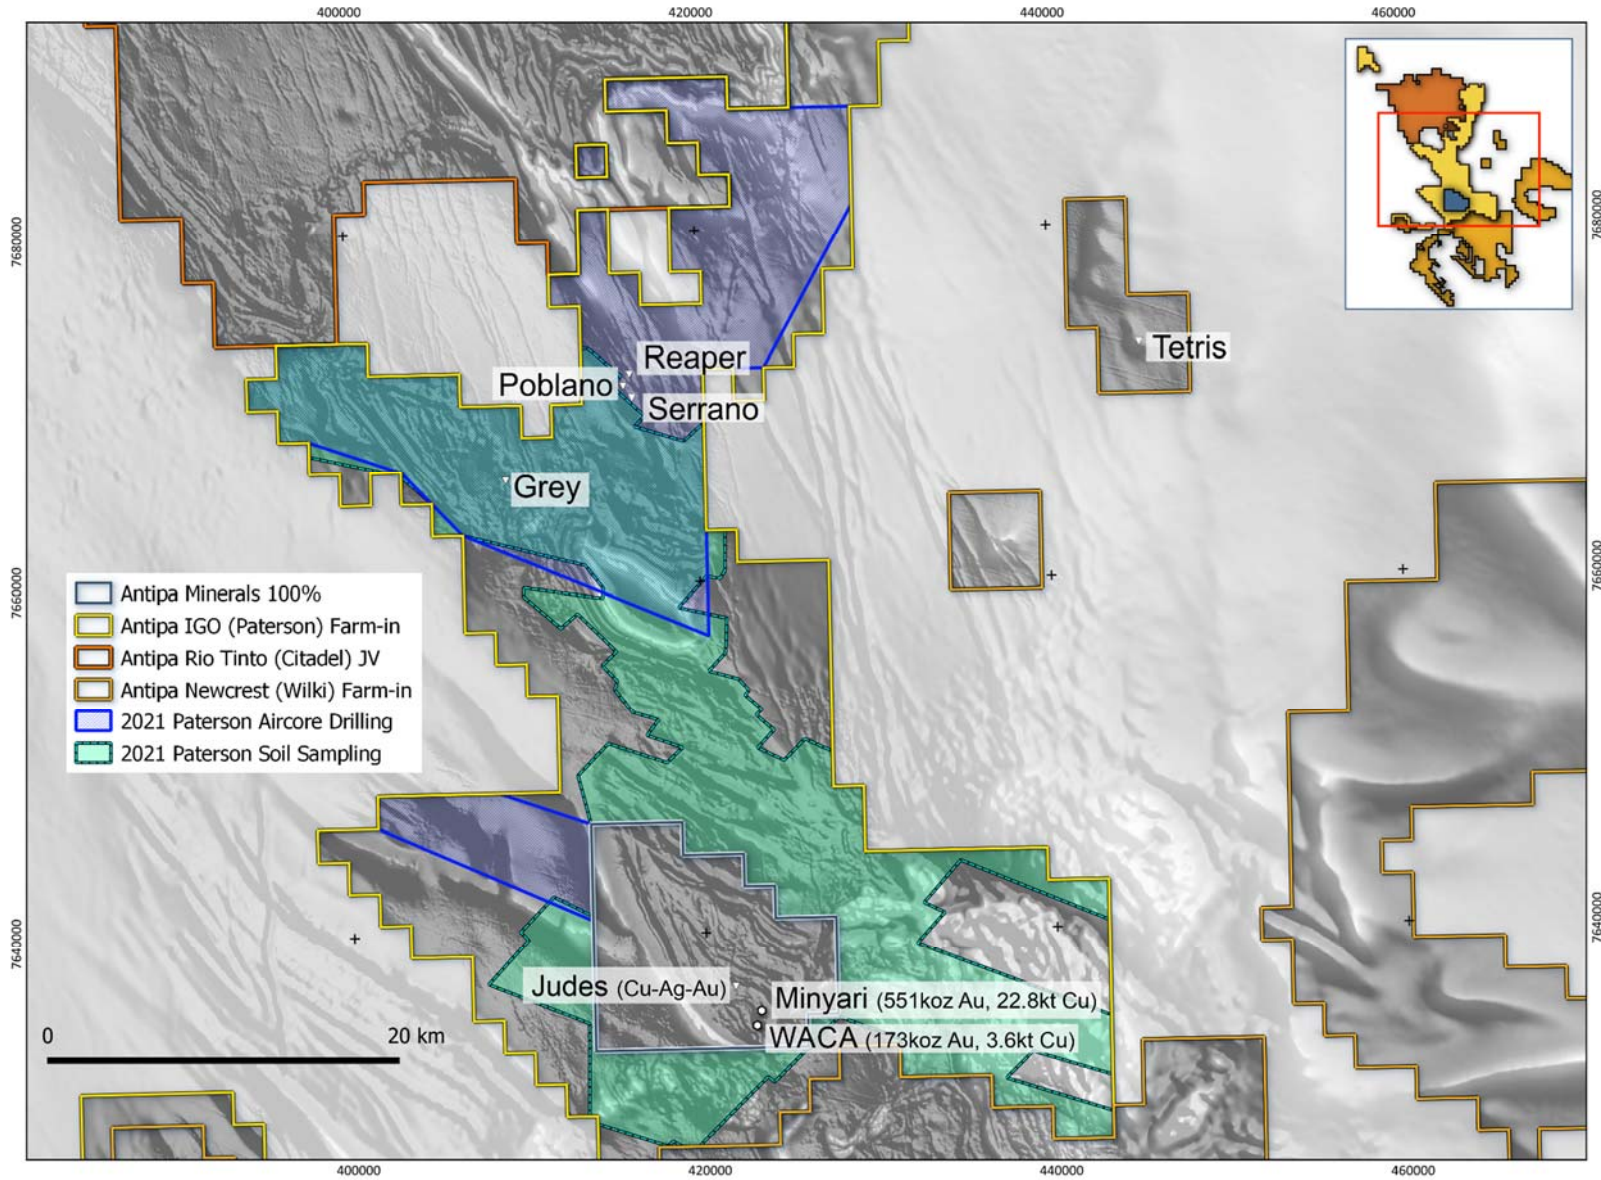 400000
420000
440000
460000
7680000
7680000
Reaper
Poblano
Serrano
Tetris
Grey
7660000
7660000
Antipa Minerals 100%
Antipa IGO (Paterson) Farm-in
Antipa Rio Tinto (Citadel) JV
Antipa Newcrest (Wilki) Farm-in
2021 Paterson Aircore Drilling
2021 Paterson Soil Sampling
7640000
7640000
Judes (Cu-Ag-Au)
Minyari (551koz Au, 22.8kt Cu)
WACA (173koz Au, 3.6kt Cu)
0
20 km
400000
420000
440000
460000